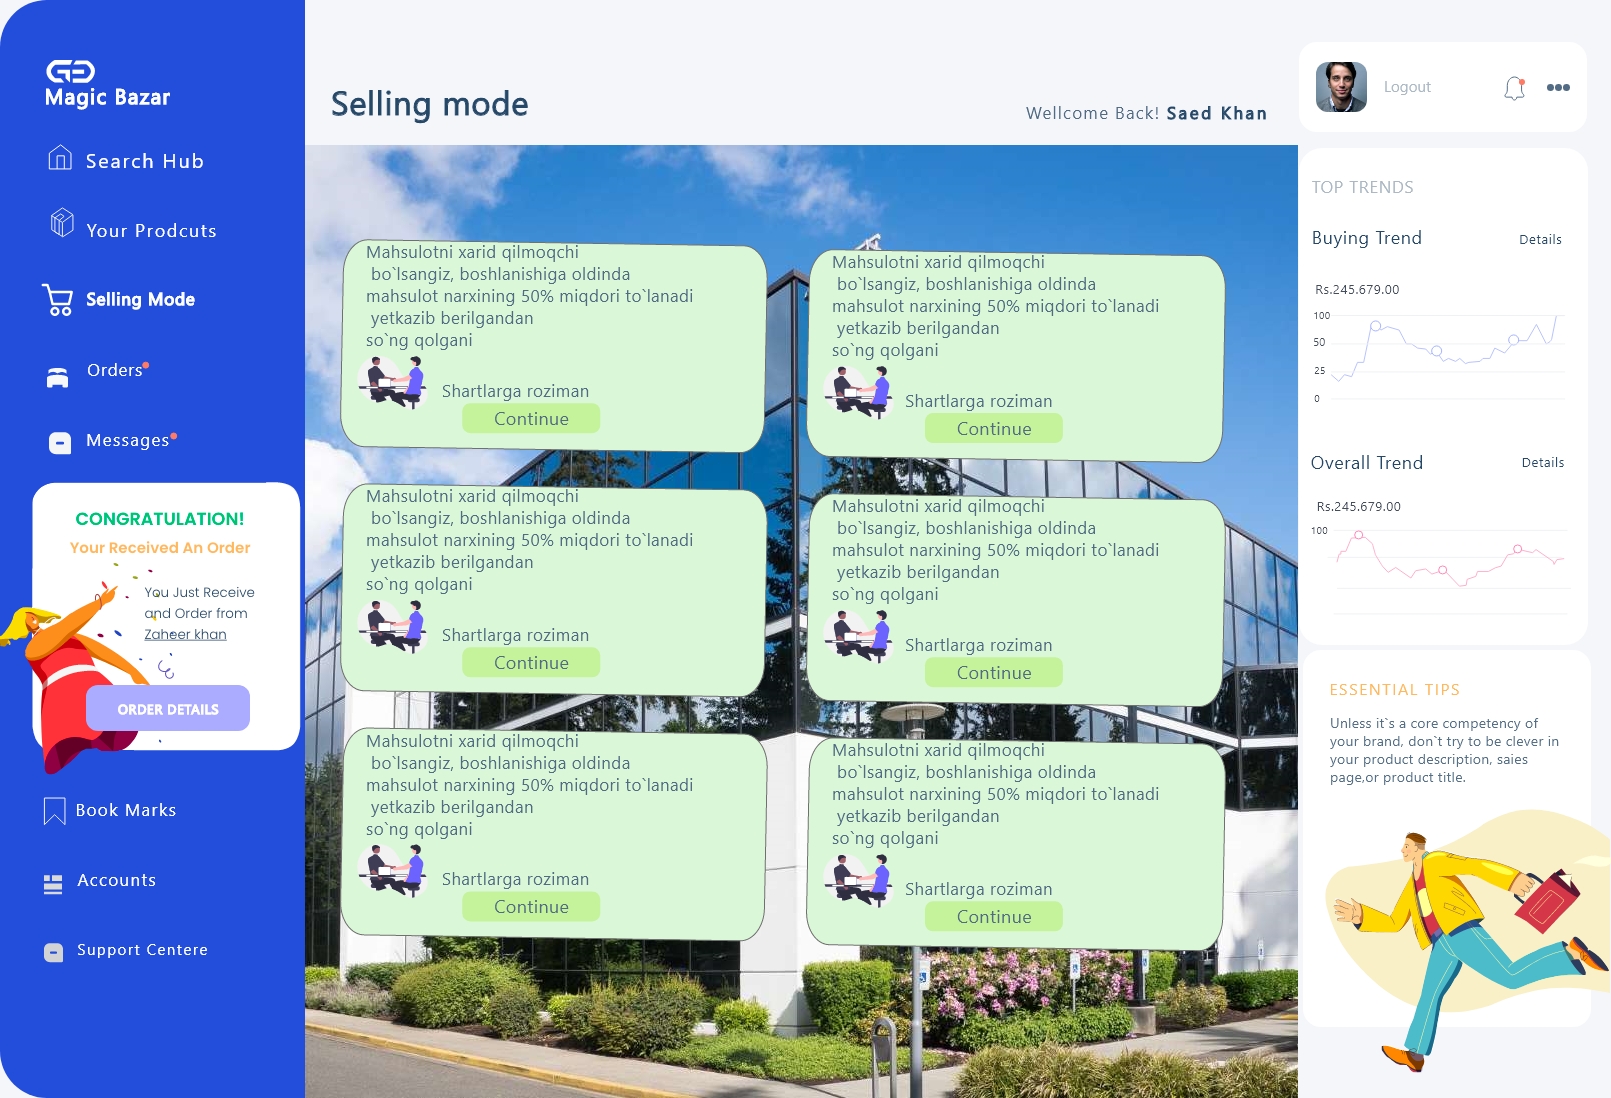 Magic Bazar
Search Hub
Your Prodcuts
Selling Mode
Orders
Messages
CONGRATULATION!
Your Received An Order
You Just Receive
and Order from
Zaheer khan
ORDER DETAILS
Book Marks
Accounts
Support Centere
Selling mode
Wellcome Back! Saed Khan
Mahsulotni xarid qilmoqchi
bo`lsangiz, boshlanishiga oldinda
mahsulot narxining 50% miqdori to`lanadi
yetkazib berilgandan
so`ng qolgani
Shartlarga roziman
Continue
Mahsulotni xarid qilmoqchi
bo`lsangiz, boshlanishiga oldinda
mahsulot narxining 50% miqdori to`lanadi
yetkazib berilgandan
so`ng qolgani
Shartlarga roziman
Continue
Mahsulotni xarid qilmoqchi
bo`lsangiz, boshlanishiga oldinda
mahsulot narxining 50% miqdori to`lanadi
yetkazib berilgandan
so`ng qolgani
Shartlarga roziman
Continue
Mahsulotni xarid qilmoqchi
bo`lsangiz, boshlanishiga oldinda
mahsulot narxining 50% miqdori to`lanadi
yetkazib berilgandan
so`ng qolgani
Shartlarga roziman
Continue
Mahsulotni xarid qilmoqchi
bo`lsangiz, boshlanishiga oldinda
mahsulot narxining 50% miqdori to`lanadi
yetkazib berilgandan
so`ng qolgani
Shartlarga roziman
Continue
Mahsulotni xarid qilmoqchi
bo`lsangiz, boshlanishiga oldinda
mahsulot narxining 50% miqdori to`lanadi
yetkazib berilgandan
so`ng qolgani
Shartlarga roziman
Continue
Logout
TOP TRENDS
Buying Trend Details
Rs.245.679.00
100
50
25
0
Overall Trend Details
Rs.245.679.00
100
ESSENTIAL TIPS
Unless it`s a core competency of
your brand, don`t try to be clever in
your product description, saies
page,or product title.